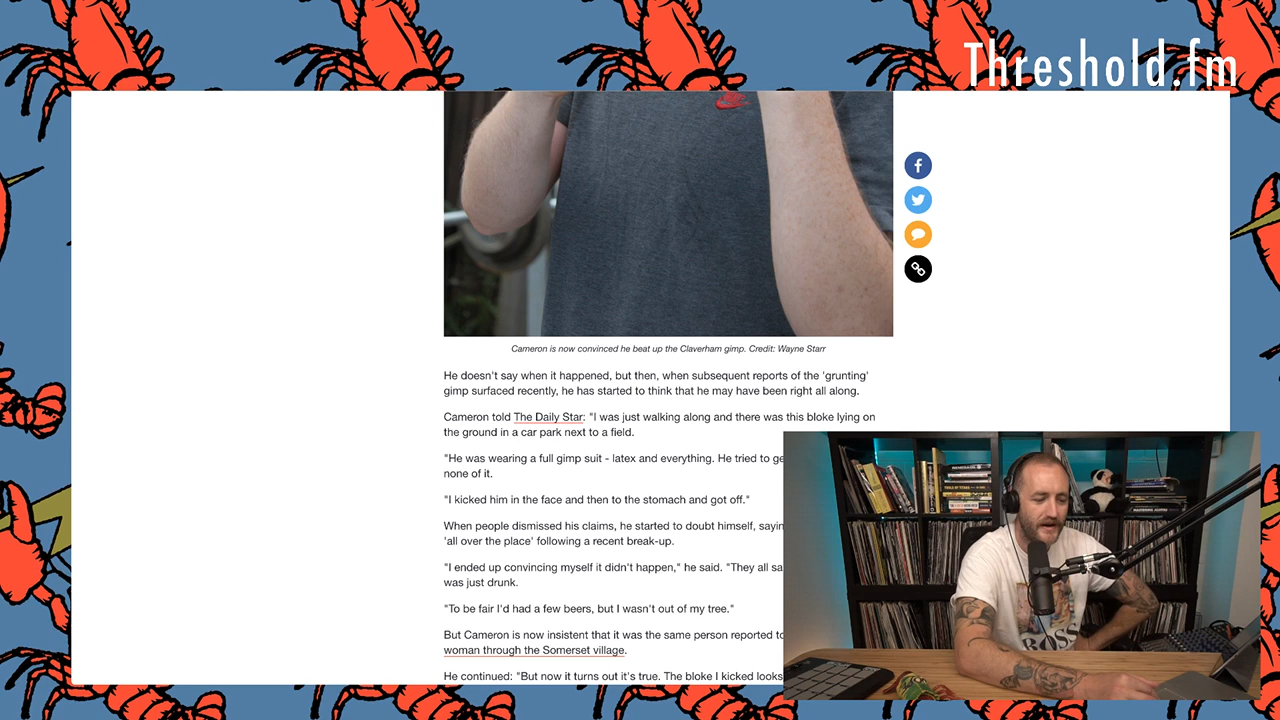 Threshold.fm
Cameron is now convinced he beat up the Claverham gimp. Credit: Wayne Starr
He doesn't say when it happened, but then, when subsequent reports of the 'grunting'
gimp surfaced recently, he has started to think that he may have been right all along.
Cameron told The Daily Star: "I was just walking along and there was this bloke lying on
the ground in a car park next to a field.
"He was wearing a full gimp suit - latex and everything. He tried to
none of it.
"I kicked him in the face and then to the stomach and got off."
When people dismissed his claims, he started to doubt himself,
'all over the place' following a recent break-up.
"I ended up convincing myself it didn't happen," he said. "They all
was just drunk.
"To be fair I'd had a few beers, but I wasn't out of my tree."
But Cameron is now insistent that it was the same person reported
woman through the Somerset village.
He continued: "But now it turns out it's true. The bloke I kicked looks